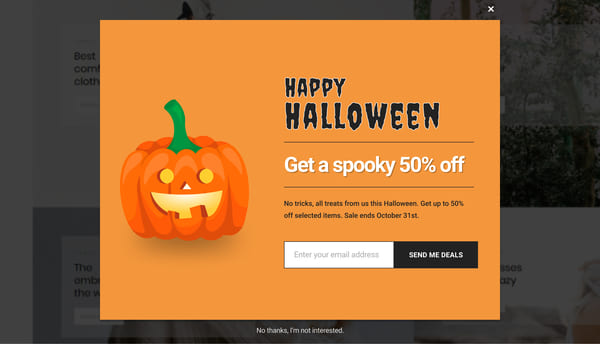 ×
Best
comf
cloth
HAPPY
HALLOWEEN
Get a spooky 50% off
No tricks, all treats from us this Halloween. Get up to 50%
off selected items. Sale ends October 31st.
Enter your email address
SEND ME DEALS
The
embr
the w
sses
azy
No thanks, I'm not interested.